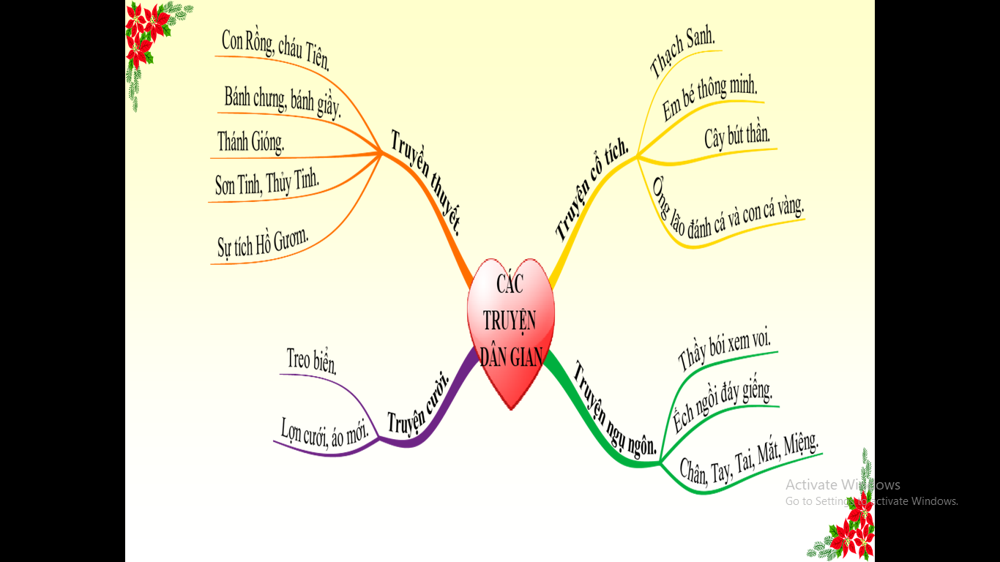 Con Rồng, cháu Tiên.
Bánh chưng, bánh giầy.
Thánh Gióng.
Sơn Tinh, Thủy Tinh.
Sự tích Hồ Gươm.
Truyền thuyết.
Thạch Sanh.
Em bé thông minh.
Cây bút thần.
Ông lão đánh cá và con cá vàng.
Truyện cổ tích.
CÁC
TRUYỆN
DÂN GIAN
Treo biển.
Lợn cưới, áo mới.
Truyện cười.
Thầy bói xem voi.
Ếch ngồi đáy giếng.
Chân, Tay, Tai, Mắt, Miệng.
Truyện ngụ ngôn.
Activate Windows
Go to Settings to activate Windows.